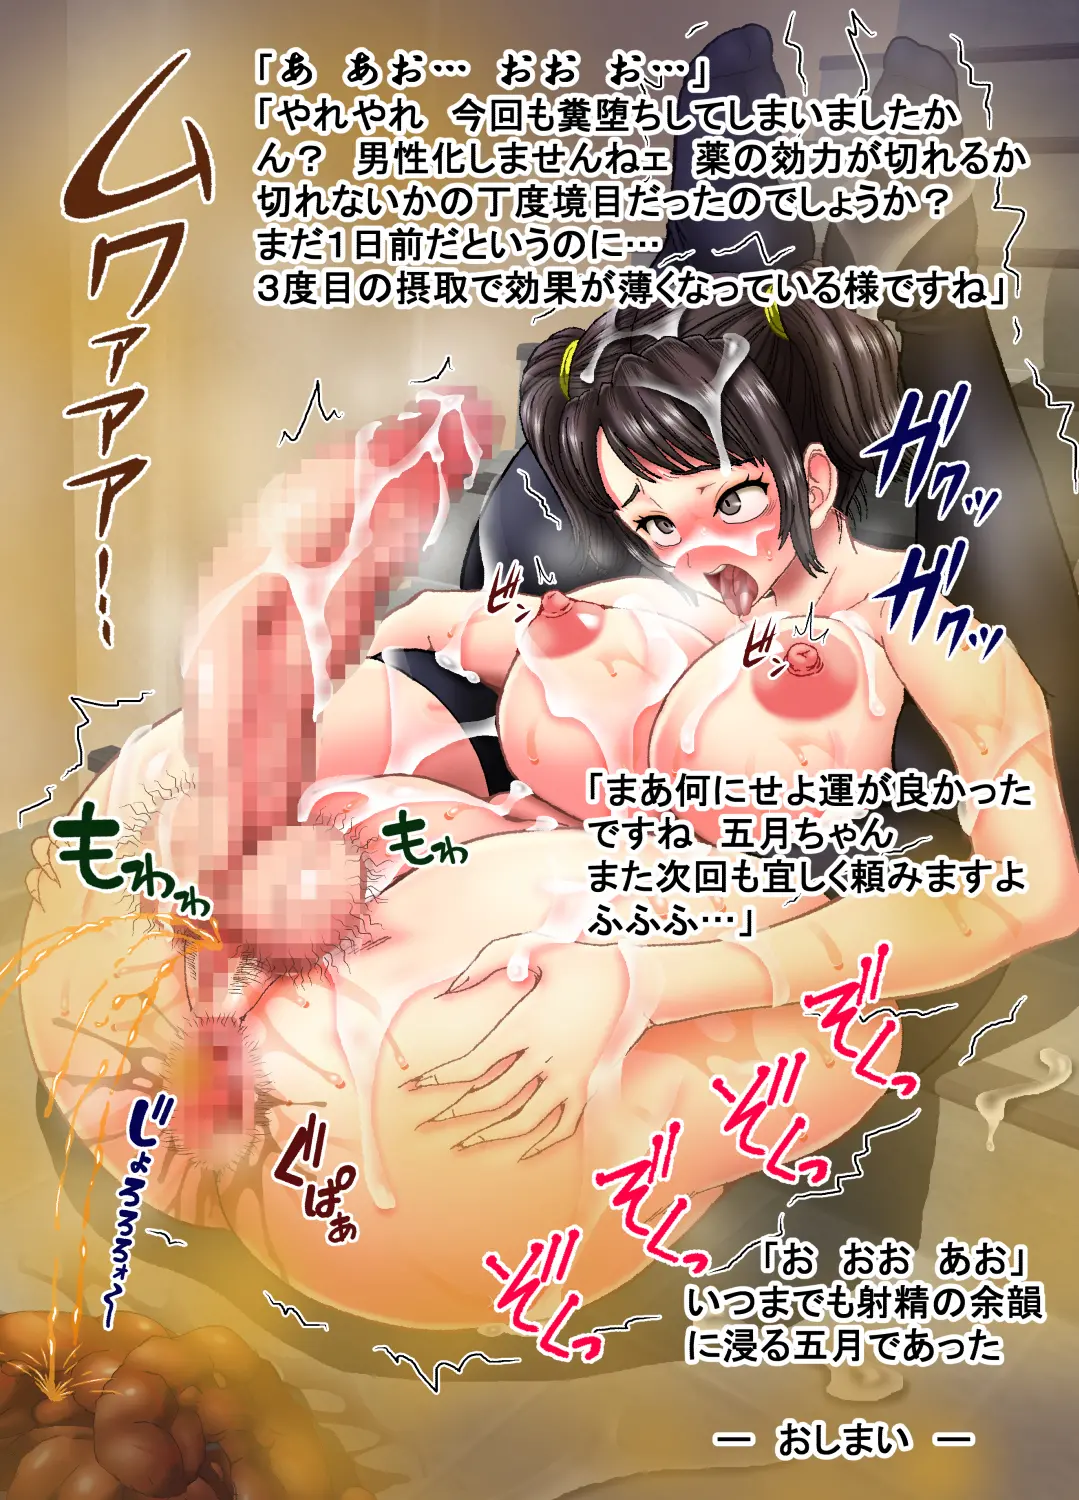 「あ あお… おお お…」
「やれやれ 今回も糞堕ちしてしまいましたか
ん？ 男性化しませんねェ 薬の効力が切れるか
切れないかの丁度境目だったのでしょうか？
まだ１日前だというのに…
３度目の摂取で効果が薄くなっている様ですね」
ムワァアアァー！
ガクッ
ガクッ
ビンッ
ビンッ
「まあ何にせよ運が良かった
ですね 五月ちゃん
また次回も宜しく頼みますよ
ふふふ…」
もわわ
もわわ
ぞくっ
ぞくっ
ぞくっ
ぞくっ
じょろろろォ～
ぐぱぁ
「お おお あお」
いつまでも射精の余韻
に浸る五月であった
― おしまい ―